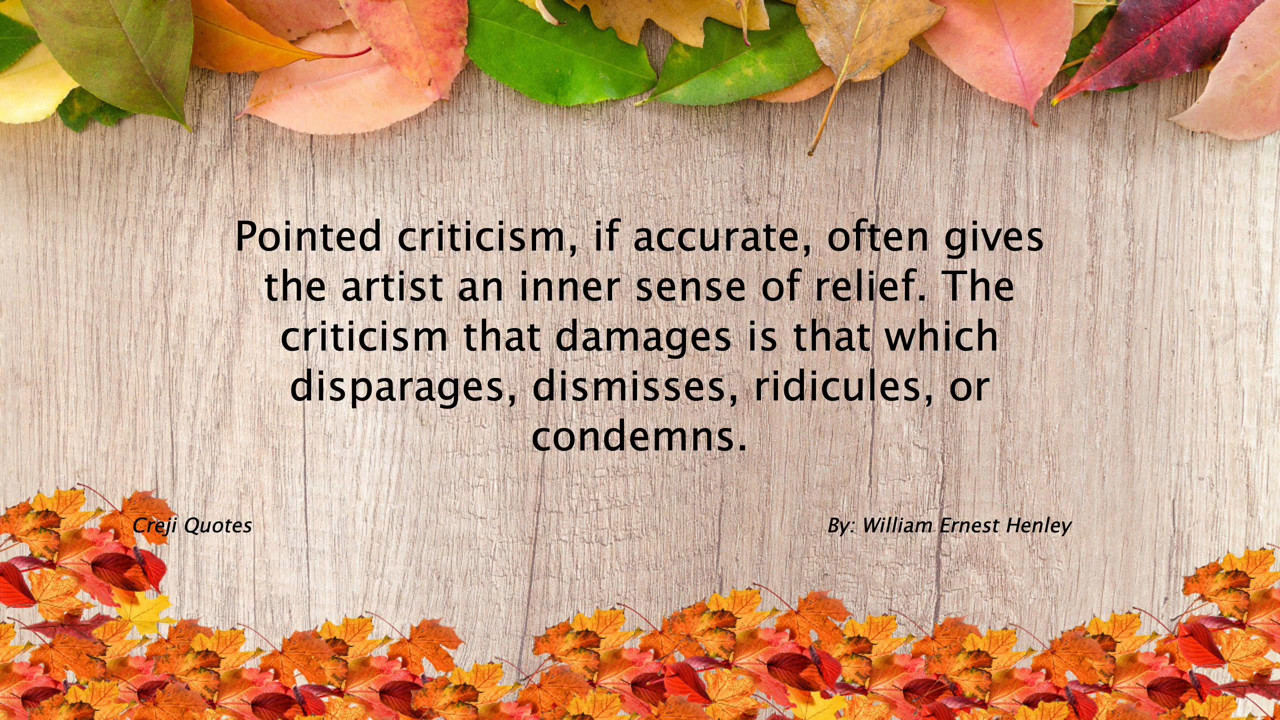 Pointed criticism, if accurate, often gives
the artist an inner sense of relief. The
criticism that damages is that which
disparages, dismisses, ridicules, or
condemns.
Creji Quotes
By: William Ernest Henley